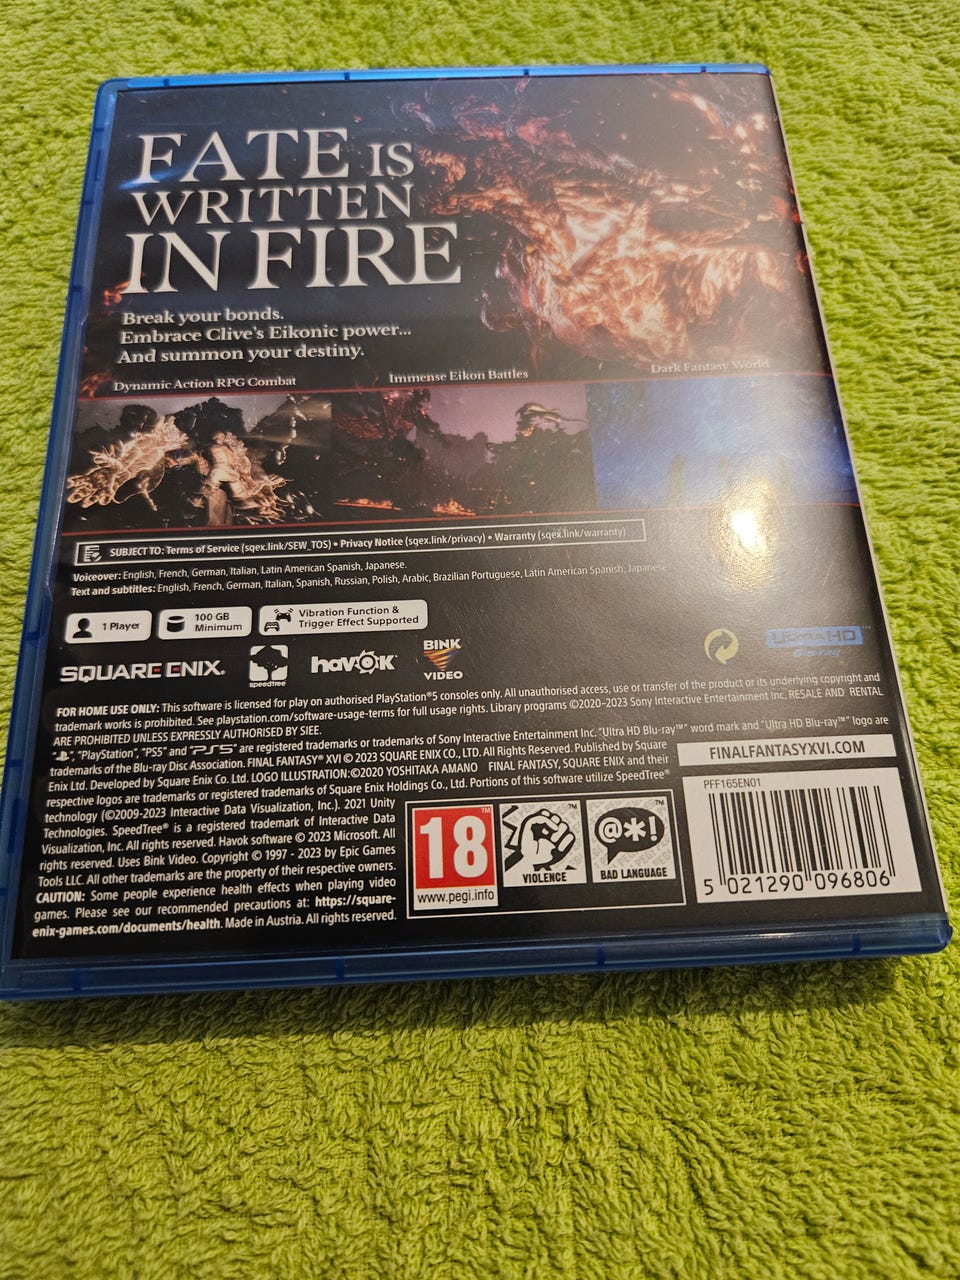 FATE IS
WRITTEN
IN FIRE
Break your bonds.
Embrace Clive's Eikonic power...
And summon your destiny.
Dynamic Action RPG Combat
Immense Eikon Battles
Dark Fantasy World
SUBJECT TO: Terms of Service (sqex.link/SEW_TOS) • Privacy Notice (sqex.link/privacy) • Warranty (sqex.link/warranty)
Voiceover: English, French, German, Italian, Latin American Spanish, Japanese.
Text and subtitles: English, French, German, Italian, Spanish, Russian, Polish, Arabic, Brazilian Portuguese, Latin American Spanish, Japanese
1 Player
100 GB
Minimum
Vibration Function &
Trigger Effect Supported
SQUARE ENIX.
speedtree
havok
BINK
VIDEO
ULTRA HD
Blu-ray
FOR HOME USE ONLY: This software is licensed for play on authorised PlayStation®5 consoles only. All unauthorised access, use or transfer of the product or its underlying copyright and
trademark works is prohibited. See playstation.com/software-usage-terms for full usage rights. Library programs ©2020-2023 Sony Interactive Entertainment Inc. RESALE AND RENTAL
ARE PROHIBITED UNLESS EXPRESSLY AUTHORISED BY SIEE.
"PlayStation", "PS5" and "PS5" are registered trademarks or trademarks of Sony Interactive Entertainment Inc. "Ultra HD Blu-ray™" word mark and "Ultra HD Blu-ray™" logo are
trademarks of the Blu-ray Disc Association. FINAL FANTASY® XVI © 2023 SQUARE ENIX CO., LTD. All Rights Reserved. Published by Square
Enix Ltd. Developed by Square Enix Co. Ltd. LOGO ILLUSTRATION:©2020 YOSHITAKA AMANO FINAL FANTASY, SQUARE ENIX and their
respective logos are trademarks or registered trademarks of Square Enix Holdings Co., Ltd. Portions of this software utilize SpeedTree®
technology (©2009-2023 Interactive Data Visualization, Inc.). 2021 Unity
Technologies. SpeedTree® is a registered trademark of Interactive Data
Visualization, Inc. All rights reserved. Havok software © 2023 Microsoft. All
rights reserved. Uses Bink Video. Copyright © 1997 - 2023 by Epic Games
Tools LLC. All other trademarks are the property of their respective owners.
CAUTION: Some people experience health effects when playing video
games. Please see our recommended precautions at: https://square-
enix-games.com/documents/health. Made in Austria. All rights reserved.
FINALFANTASYXVI.COM
PFF165EN01
18™
www.pegi.info
™
VIOLENCE
™
@*!
BAD LANGUAGE
5 021290 096806